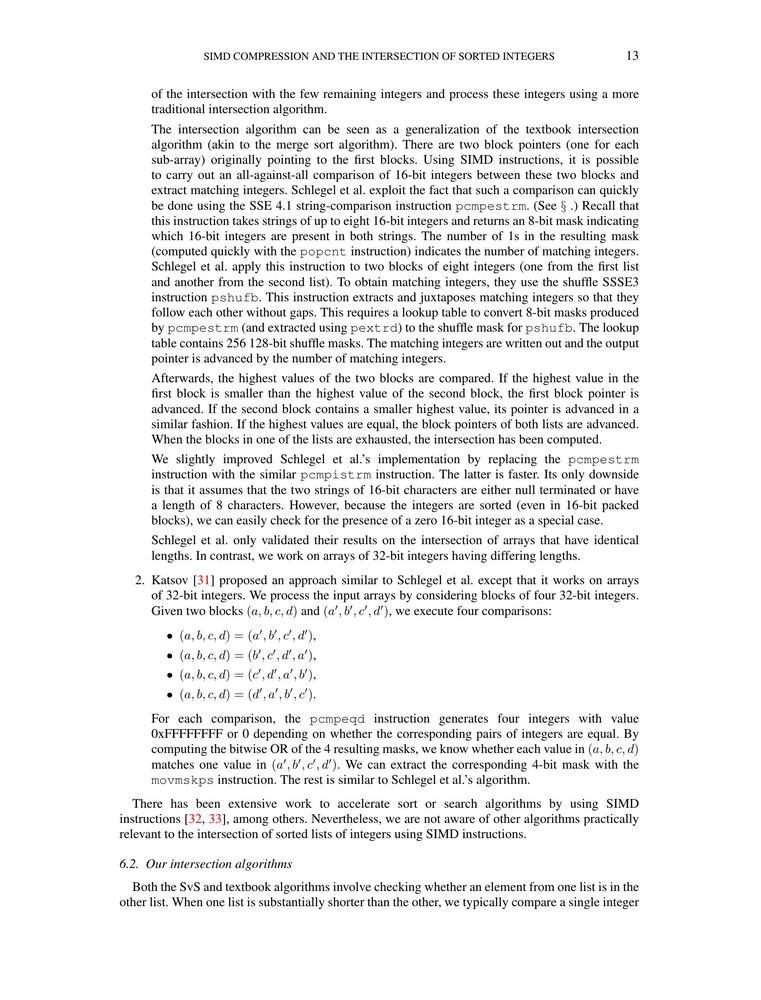 SIMD COMPRESSION AND THE INTERSECTION OF SORTED INTEGERS 13
of the intersection with the few remaining integers and process these integers using a more
traditional intersection algorithm.
The intersection algorithm can be seen as a generalization of the textbook intersection
algorithm (akin to the merge sort algorithm). There are two block pointers (one for each
sub-array) originally pointing to the first blocks. Using SIMD instructions, it is possible
to carry out an all-against-all comparison of 16-bit integers between these two blocks and
extract matching integers. Schlegel et al. exploit the fact that such a comparison can quickly
be done using the SSE 4.1 string-comparison instruction pcmpestrm. (See § .) Recall that
this instruction takes strings of up to eight 16-bit integers and returns an 8-bit mask indicating
which 16-bit integers are present in both strings. The number of 1s in the resulting mask
(computed quickly with the popcnt instruction) indicates the number of matching integers.
Schlegel et al. apply this instruction to two blocks of eight integers (one from the first list
and another from the second list). To obtain matching integers, they use the shuffle SSSE3
instruction pshufb. This instruction extracts and juxtaposes matching integers so that they
follow each other without gaps. This requires a lookup table to convert 8-bit masks produced
by pcmpestrm (and extracted using pextrd) to the shuffle mask for pshufb. The lookup
table contains 256 128-bit shuffle masks. The matching integers are written out and the output
pointer is advanced by the number of matching integers.
Afterwards, the highest values of the two blocks are compared. If the highest value in the
first block is smaller than the highest value of the second block, the first block pointer is
advanced. If the second block contains a smaller highest value, its pointer is advanced in a
similar fashion. If the highest values are equal, the block pointers of both lists are advanced.
When the blocks in one of the lists are exhausted, the intersection has been computed.
We slightly improved Schlegel et al.'s implementation by replacing the pcmpestrm
instruction with the similar pcmpistrm instruction. The latter is faster. Its only downside
is that it assumes that the two strings of 16-bit characters are either null terminated or have
a length of 8 characters. However, because the integers are sorted (even in 16-bit packed
blocks), we can easily check for the presence of a zero 16-bit integer as a special case.
Schlegel et al. only validated their results on the intersection of arrays that have identical
lengths. In contrast, we work on arrays of 32-bit integers having differing lengths.
2. Katsov [31] proposed an approach similar to Schlegel et al. except that it works on arrays
of 32-bit integers. We process the input arrays by considering blocks of four 32-bit integers.
Given two blocks (a, b, c, d) and (a′, b′, c′, d′), we execute four comparisons:
• (a, b, c, d) = (a′, b′, c′, d′),
• (a, b, c, d) = (b′, c′, d′, a′),
• (a, b, c, d) = (c′, d′, a′, b′),
• (a, b, c, d) = (d′, a′, b′, c′).
For each comparison, the pcmpeqd instruction generates four integers with value
0xFFFFFFFF or 0 depending on whether the corresponding pairs of integers are equal. By
computing the bitwise OR of the 4 resulting masks, we know whether each value in (a, b, c, d)
matches one value in (a′, b′, c′, d′). We can extract the corresponding 4-bit mask with the
movmskps instruction. The rest is similar to Schlegel et al.'s algorithm.
There has been extensive work to accelerate sort or search algorithms by using SIMD
instructions [32, 33], among others. Nevertheless, we are not aware of other algorithms practically
relevant to the intersection of sorted lists of integers using SIMD instructions.
6.2. Our intersection algorithms
Both the SvS and textbook algorithms involve checking whether an element from one list is in the
other list. When one list is substantially shorter than the other, we typically compare a single integer